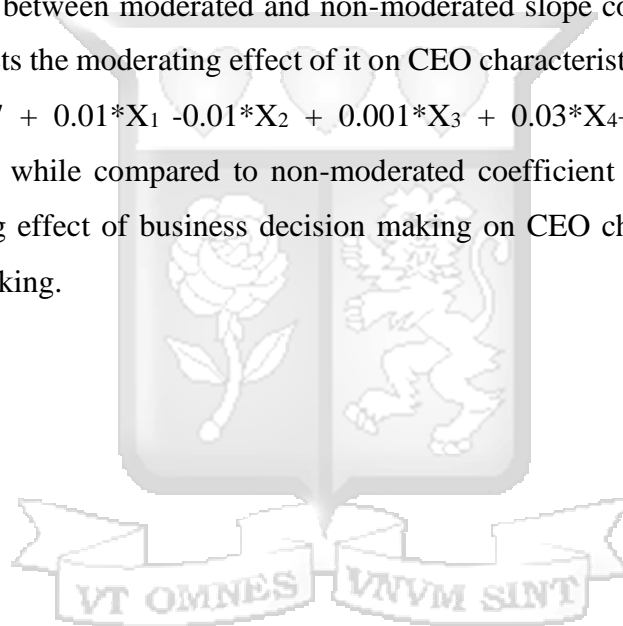 between moderated and non-moderated slope co
cts the moderating effect of it on CEO characterist
+ 0.01*X₁ -0.01*X₂ + 0.001*X₃ + 0.03*X₄-
while compared to non-moderated coefficient
g effect of business decision making on CEO ch
king.
VT OMNES VNVM SINT